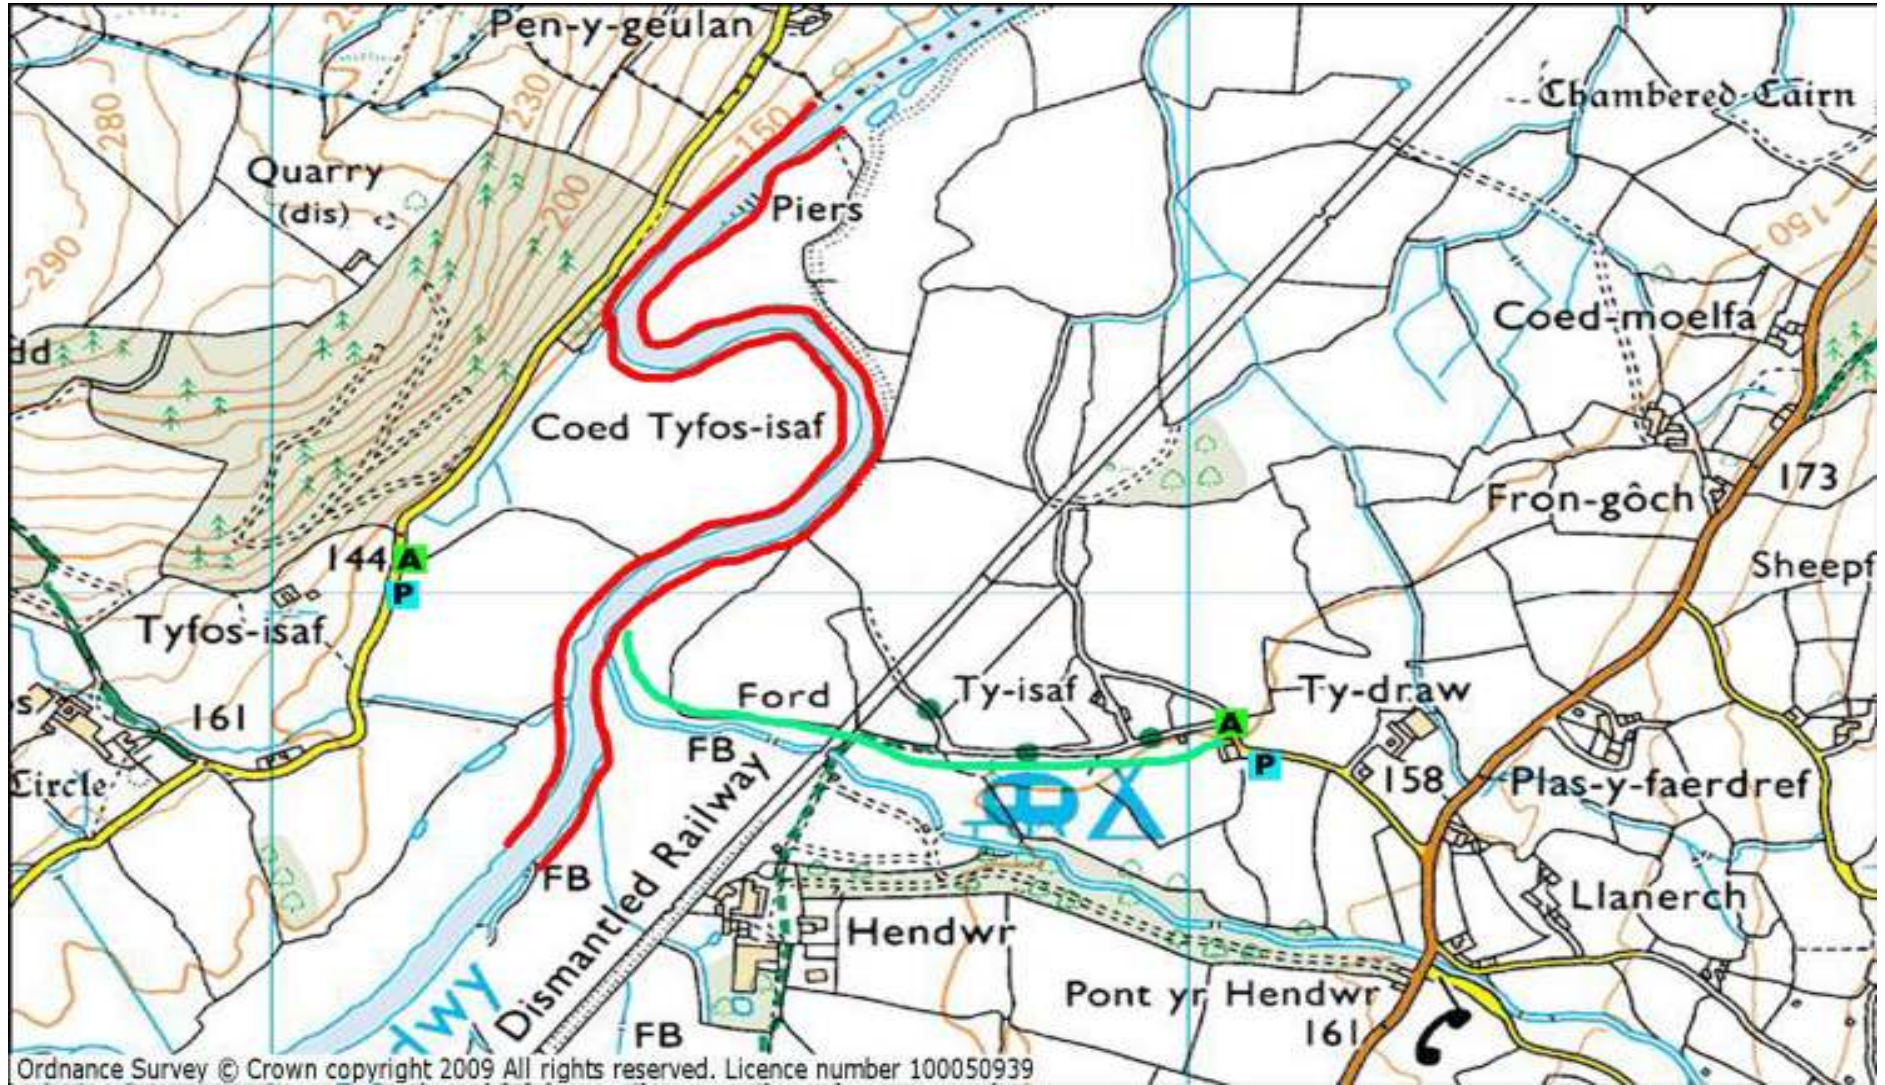 Pen-y-geulan
Chambered Cairn
280
230
150
Quarry
(dis)
200
Piers
150
290
Coed-moelfa
dd
Coed Tyfos-isaf
173
Fron-gôch
144
A
P
Sheepf
Tyfos-isaf
161
Ford
Ty-isaf
A
Ty-draw
FB
P
158
Plas-y-faerdref
Circle
FB
Dismantled Railway
Llanerch
Hendwr
Pont yr Hendwr
161
dwy
FB
Ordnance Survey © Crown copyright 2009 All rights reserved. Licence number 100050939